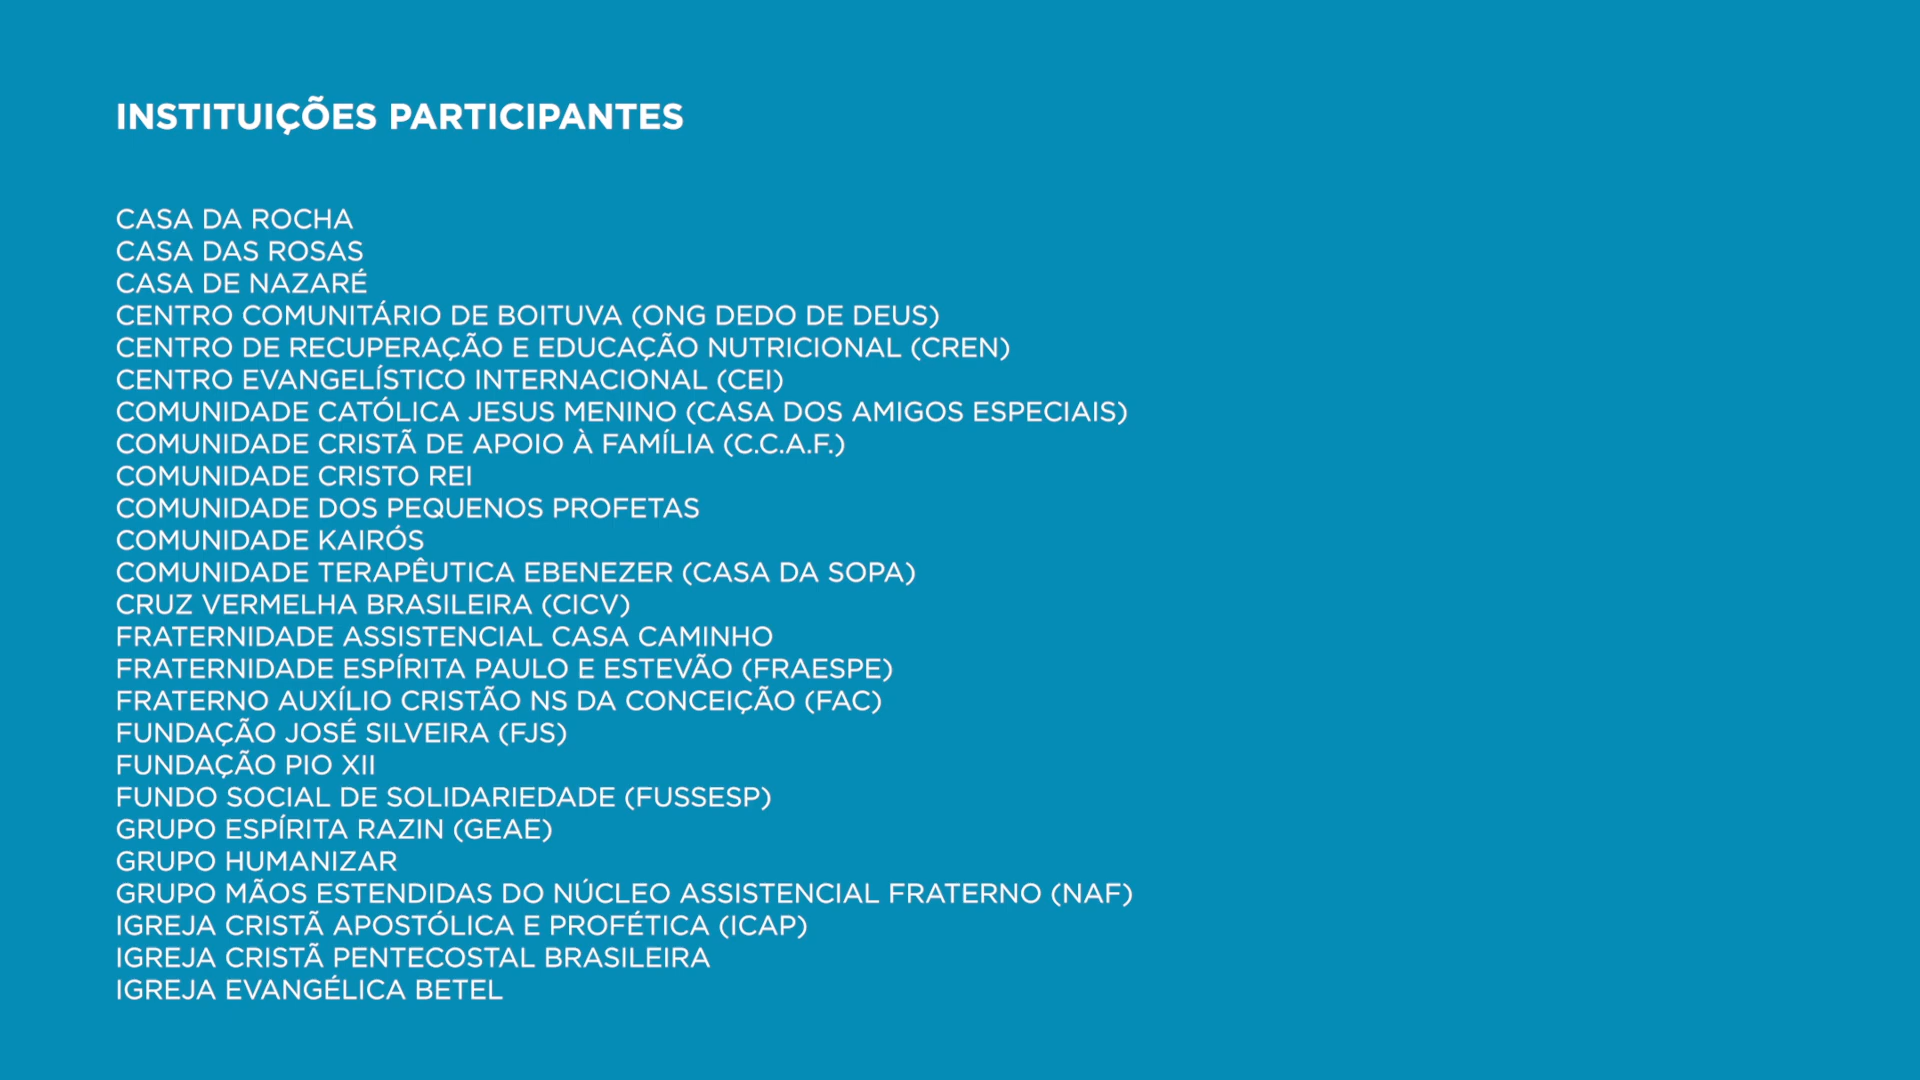 INSTITUIÇÕES PARTICIPANTES
CASA DA ROCHA
CASA DAS ROSAS
CASA DE NAZARÉ
CENTRO COMUNITÁRIO DE BOITUVA (ONG DEDO DE DEUS)
CENTRO DE RECUPERAÇÃO E EDUCAÇÃO NUTRICIONAL (CREN)
CENTRO EVANGELÍSTICO INTERNACIONAL (CEI)
COMUNIDADE CATÓLICA JESUS MENINO (CASA DOS AMIGOS ESPECIAIS)
COMUNIDADE CRISTÃ DE APOIO À FAMÍLIA (C.C.A.F.)
COMUNIDADE CRISTO REI
COMUNIDADE DOS PEQUENOS PROFETAS
COMUNIDADE KAIRÓS
COMUNIDADE TERAPÊUTICA EBENEZER (CASA DA SOPA)
CRUZ VERMELHA BRASILEIRA (CICV)
FRATERNIDADE ASSISTENCIAL CASA CAMINHO
FRATERNIDADE ESPÍRITA PAULO E ESTEVÃO (FRAESPE)
FRATERNO AUXÍLIO CRISTÃO NS DA CONCEIÇÃO (FAC)
FUNDAÇÃO JOSÉ SILVEIRA (FJS)
FUNDAÇÃO PIO XII
FUNDO SOCIAL DE SOLIDARIEDADE (FUSSESP)
GRUPO ESPÍRITA RAZIN (GEAE)
GRUPO HUMANIZAR
GRUPO MÃOS ESTENDIDAS DO NÚCLEO ASSISTENCIAL FRATERNO (NAF)
IGREJA CRISTÃ APOSTÓLICA E PROFÉTICA (ICAP)
IGREJA CRISTÃ PENTECOSTAL BRASILEIRA
IGREJA EVANGÉLICA BETEL